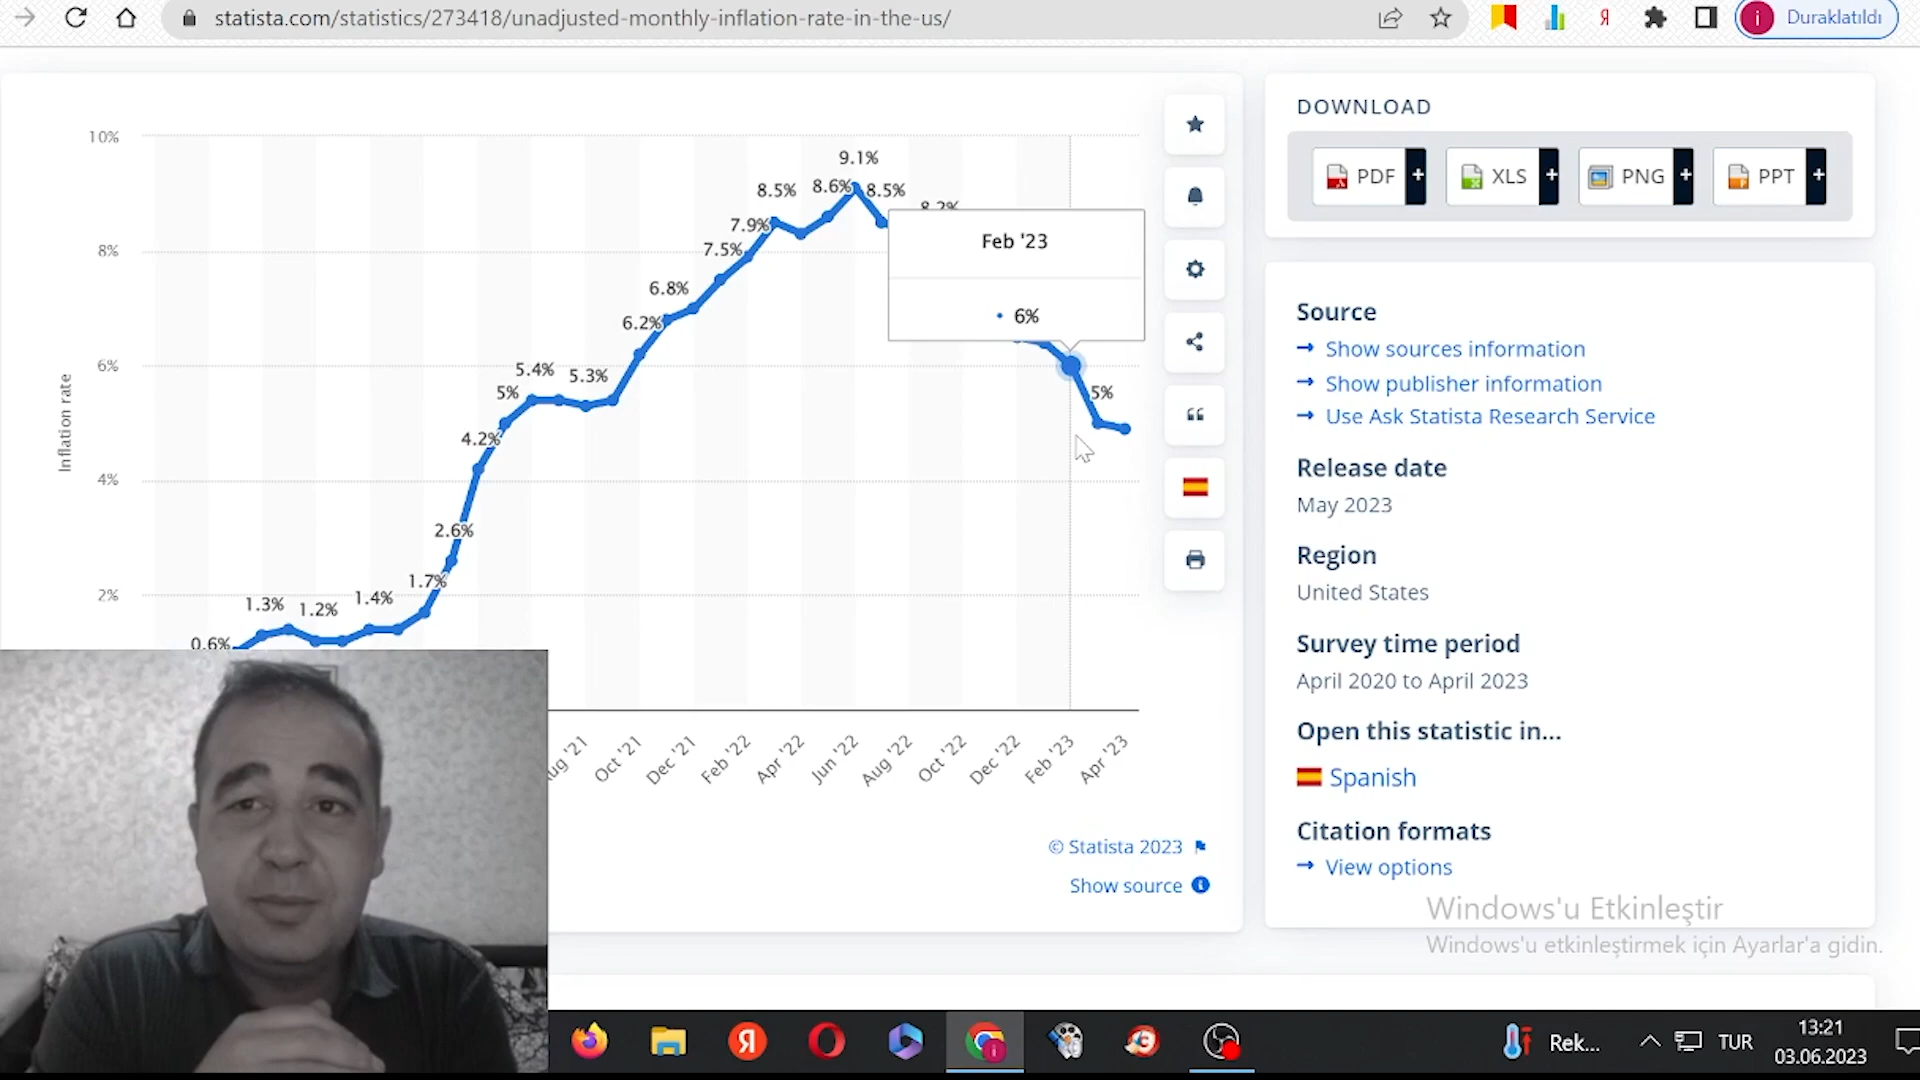 statista.com/statistics/273418/unadjusted-monthly-inflation-rate-in-the-us/
i Duraklatıldı
10%
8%
6%
4%
2%
Inflation rate
0.6%
1.3%
1.2%
1.4%
1.7%
2.6%
4.2%
5%
5.4%
5.3%
6.2%
6.8%
7.5%
7.9%
8.5%
8.6%
9.1%
8.5%
8.2%
Feb '23
6%
5%
Oct '21
Dec '21
Feb '22
Apr '22
Jun '22
Aug '22
Oct '22
Dec '22
Feb '23
Apr '23
© Statista 2023
Show source
DOWNLOAD
PDF + XLS + PNG + PPT +
Source
→ Show sources information
→ Show publisher information
→ Use Ask Statista Research Service
Release date
May 2023
Region
United States
Survey time period
April 2020 to April 2023
Open this statistic in...
Spanish
Citation formats
→ View options
Windows'u Etkinleştir
Windows'u etkinleştirmek için Ayarlar'a gidin.
Rek...
TUR
13:21
03.06.2023